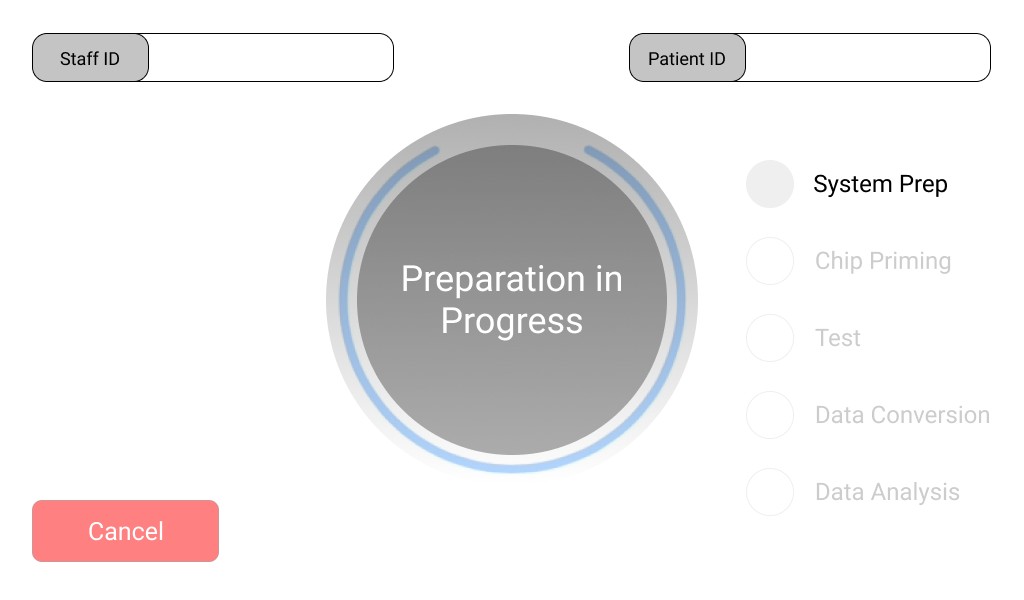 Staff ID
Patient ID
System Prep
Chip Priming
Preparation in
Progress
Test
Data Conversion
Data Analysis
Cancel